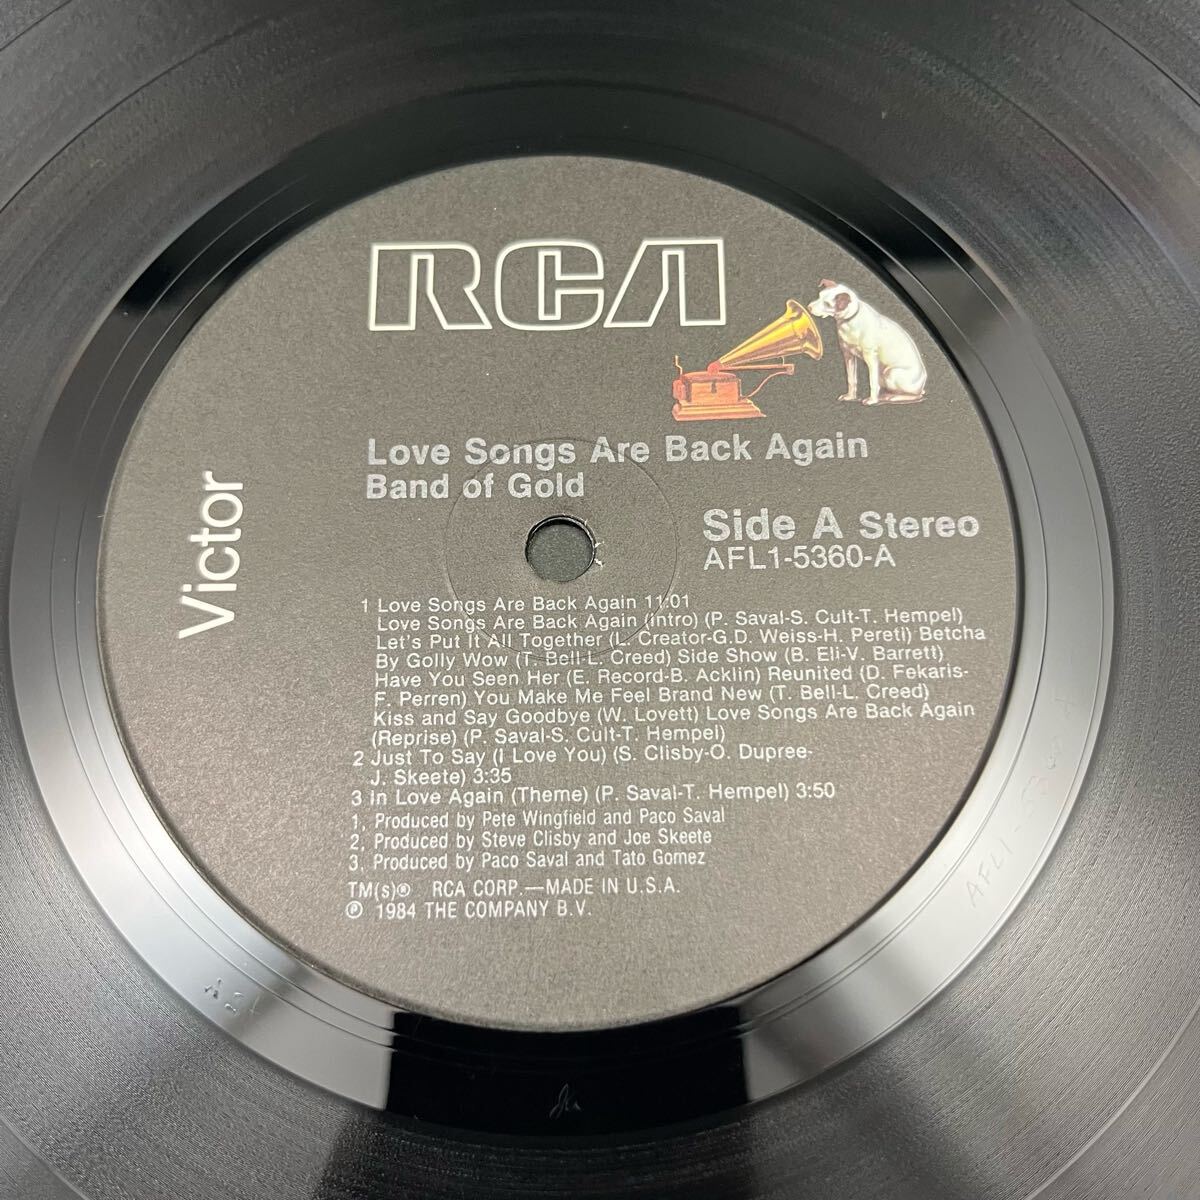 RCA
Victor
Love Songs Are Back Again
Band of Gold
Side A Stereo
AFL1-5360-A
1 Love Songs Are Back Again 11:01
Love Songs Are Back Again (Intro) (P. Saval-S. Cult-T. Hempel)
Let's Put It All Together (L. Creator-G.D. Weiss-H. Pereti) Betcha
By Golly Wow (T. Bell-L. Creed) Side Show (B. Eli-V. Barrett)
Have You Seen Her (E. Record-B. Acklin) Reunited (D. Fekaris-
F. Perren) You Make Me Feel Brand New (T. Bell-L. Creed)
Kiss and Say Goodbye (W. Lovett) Love Songs Are Back Again
(Reprise) (P. Saval-S. Cult-T. Hempel)
2 Just To Say (I Love You) (S. Clisby-O. Dupree-
J. Skeete) 3:35
3 In Love Again (Theme) (P. Saval-T. Hempel) 3:50
1, Produced by Pete Wingfield and Paco Saval
2, Produced by Steve Clisby and Joe Skeete
3, Produced by Paco Saval and Tato Gomez
TM(s)® RCA CORP.—MADE IN U.S.A.
℗ 1984 THE COMPANY B.V.